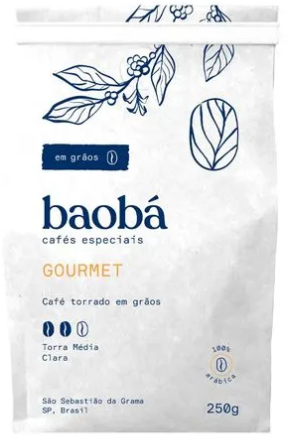 em grãos
baobá
cafés especiais
GOURMET
Café torrado em grãos
Torra Média
Clara
100%
arábica
São Sebastião da Grama
SP, Brasil
250g